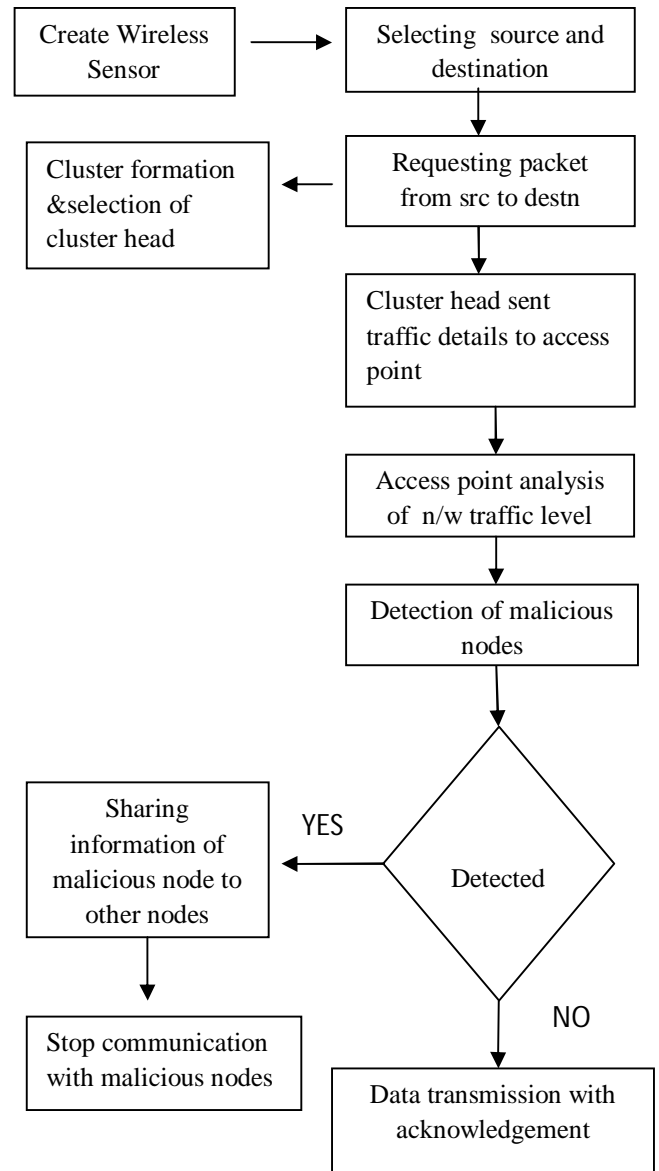 Create Wireless
Sensor
Selecting source and
destination
Cluster formation
&selection of
cluster head
Requesting packet
from src to destn
Cluster head sent
traffic details to access
point
Access point analysis
of n/w traffic level
Detection of malicious
nodes
Sharing
information of
malicious node to
other nodes
YES
Detected
NO
Stop communication
with malicious nodes
Data transmission with
acknowledgement